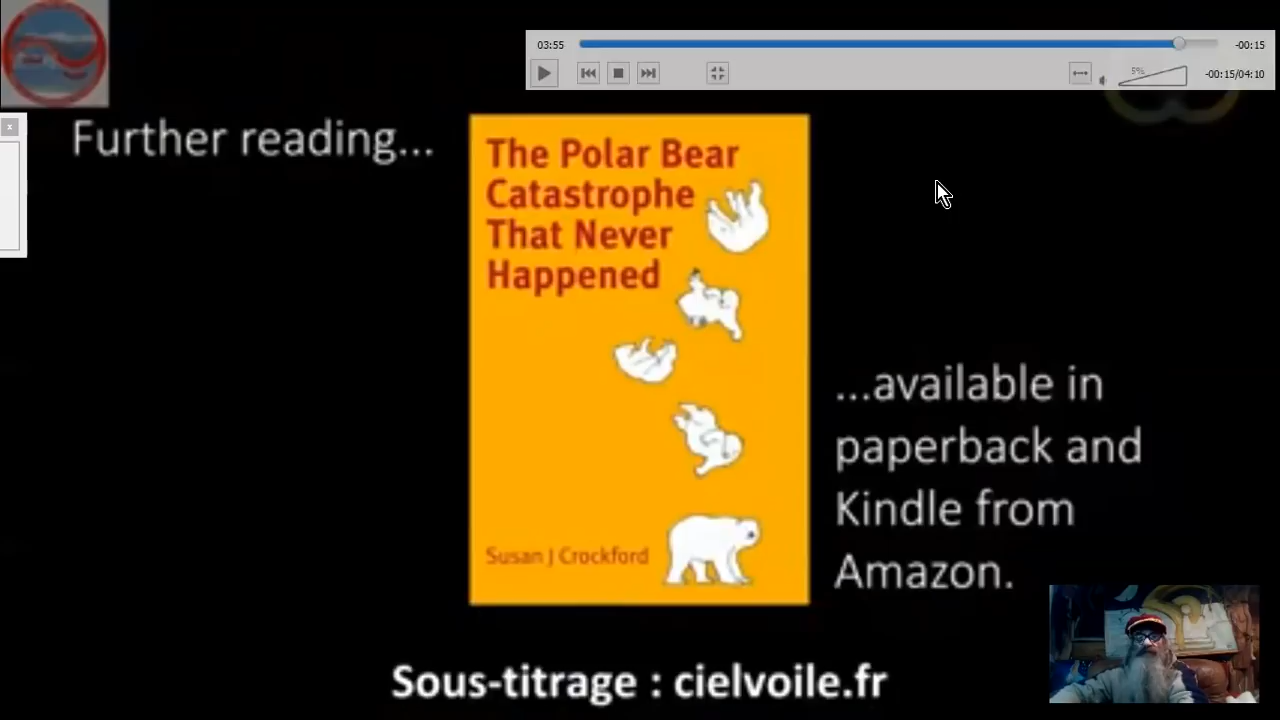 03:55
-00:15
5%
-00:15/04:10
x
Further reading...
The Polar Bear
Catastrophe
That Never
Happened
Susan J Crockford
...available in
paperback and
Kindle from
Amazon.
Sous-titrage : cielvoile.fr